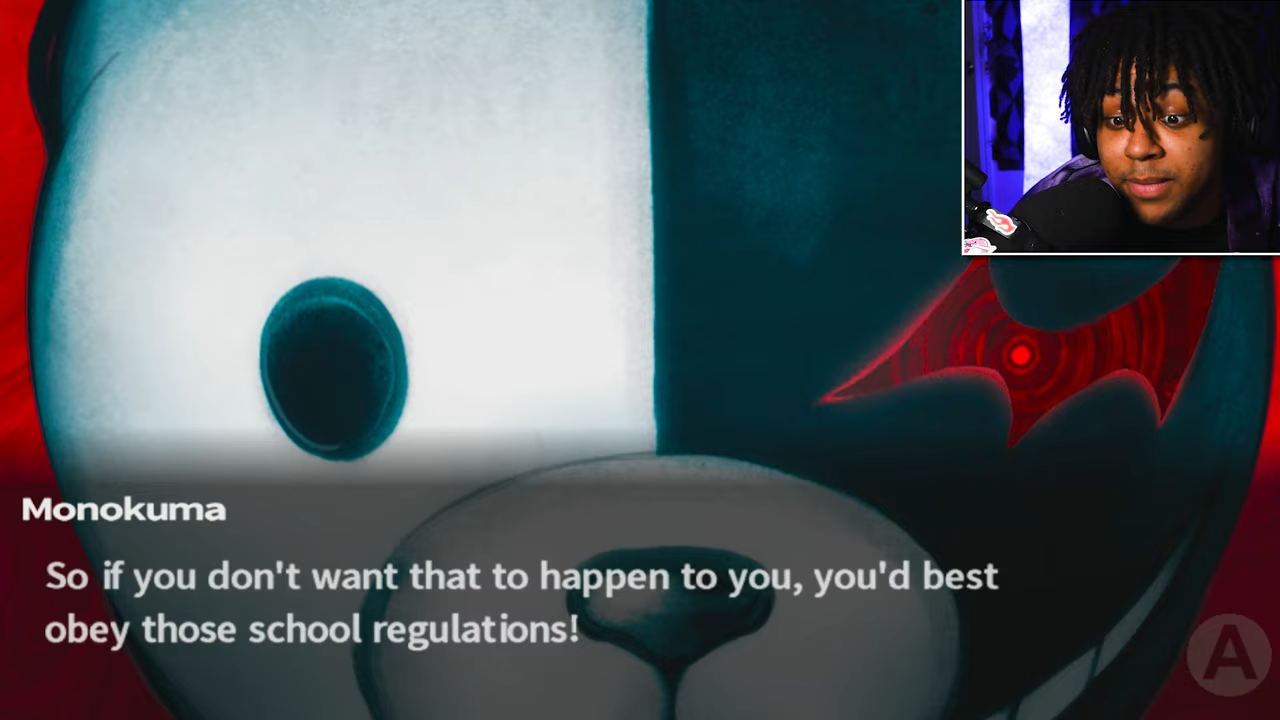 Monokuma
So if you don't want that to happen to you, you'd best
obey those school regulations!
A